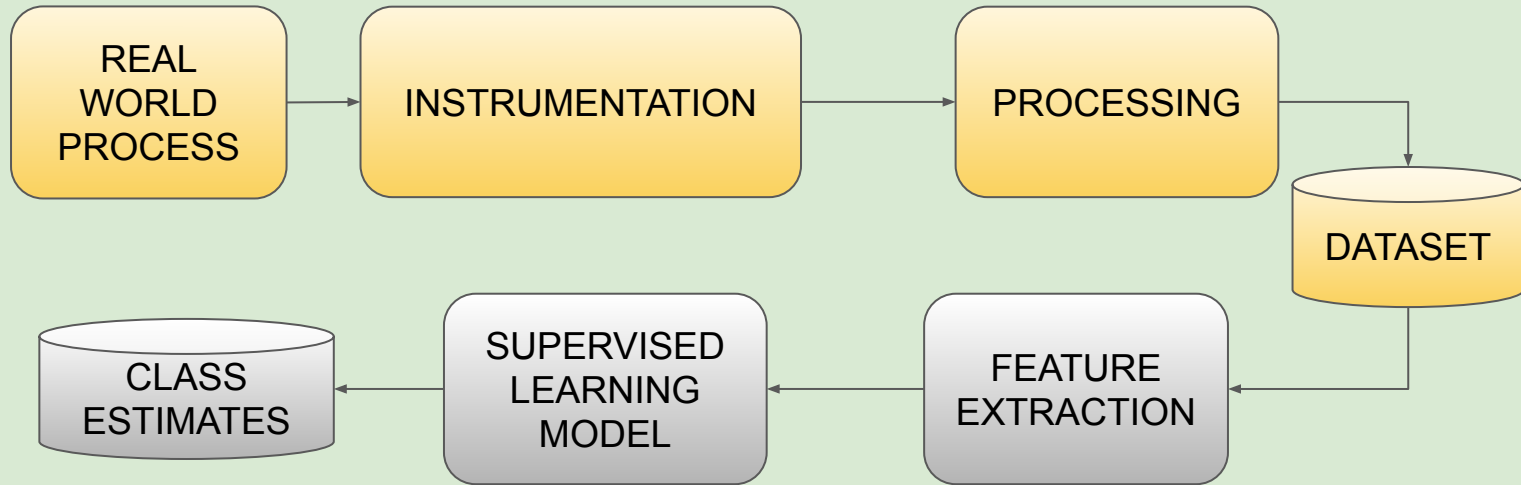 REAL
WORLD
PROCESS
INSTRUMENTATION
PROCESSING
DATASET
FEATURE
EXTRACTION
SUPERVISED
LEARNING
MODEL
CLASS
ESTIMATES